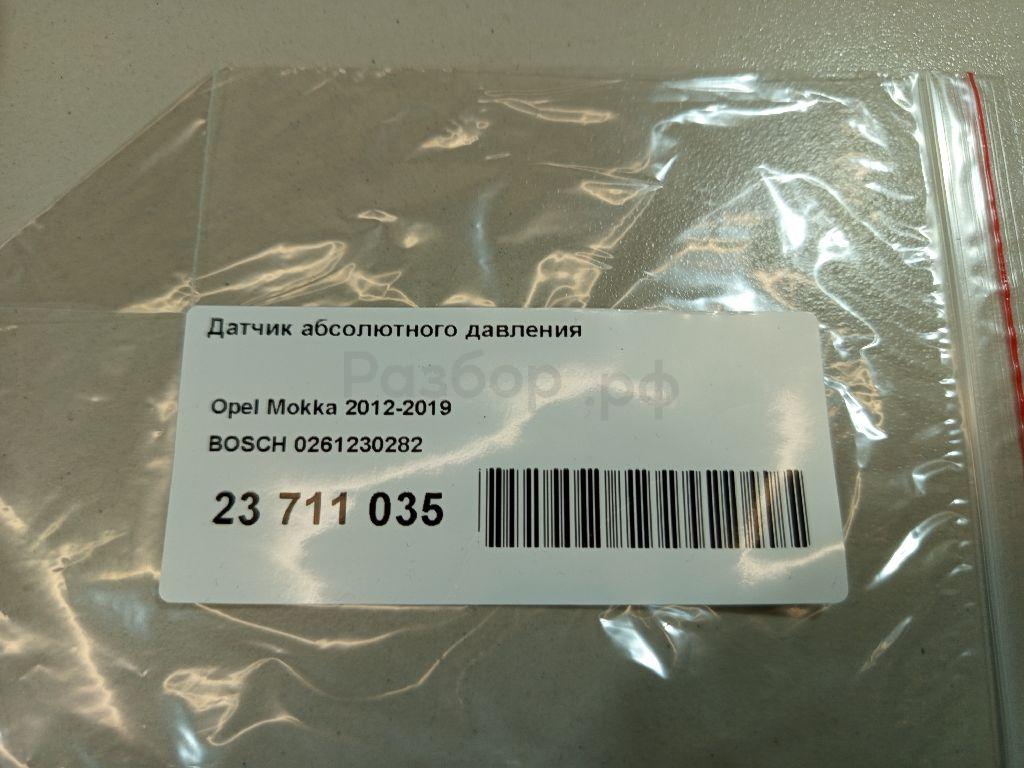 Датчик абсолютного давления
Разбор.рф
Opel Mokka 2012-2019
BOSCH 0261230282
23 711 035